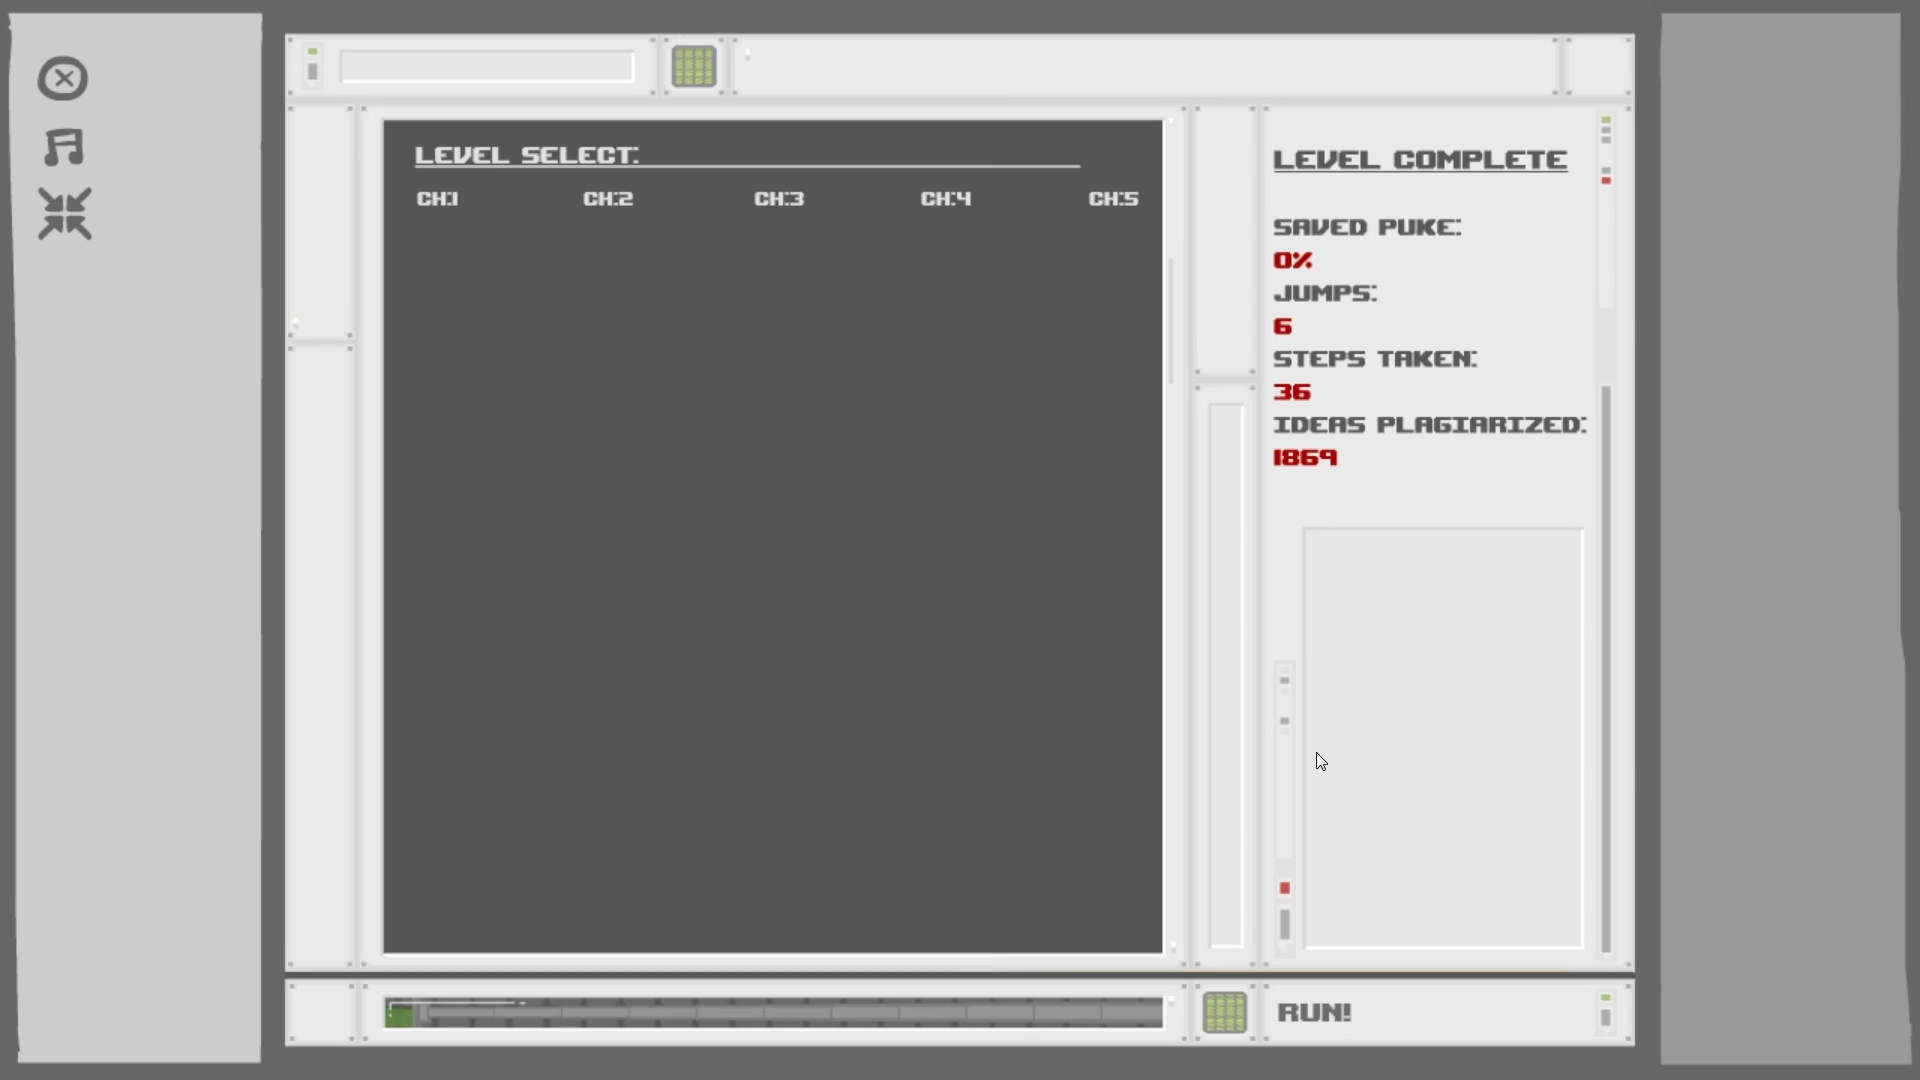 LEVEL SELECT:
CH:1 CH:2 CH:3 CH:4 CH:5
LEVEL COMPLETE
SAVED PUKE:
0%
JUMPS:
6
STEPS TAKEN:
36
IDEAS PLAGIARIZED:
1869
RUN!